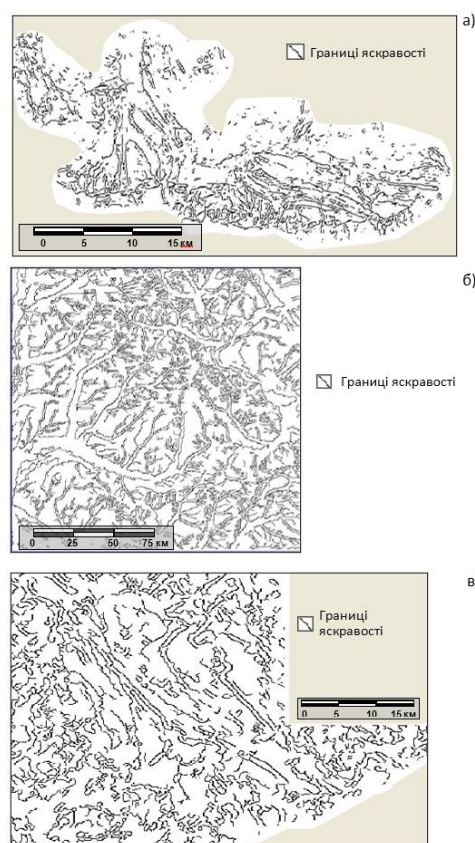 а)
Границі яскравості
0 5 10 15 км
б)
Границі яскравості
0 25 50 75 км
в
Границі
яскравості
0 5 10 15 км